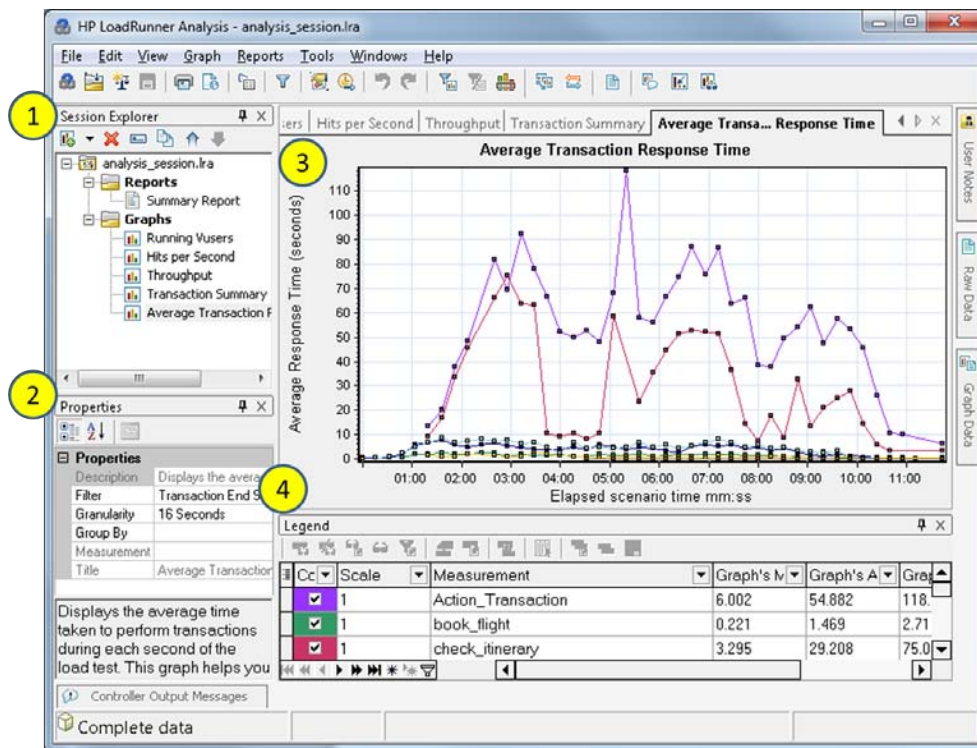 HP LoadRunner Analysis - analysis_session.lra
File Edit View Graph Reports Tools Windows Help
1
Session Explorer
analysis_session.lra
Reports
Summary Report
Graphs
Running Vusers
Hits per Second
Throughput
Transaction Summary
Average Transaction
2
Properties
Properties
Description Displays the avera
Filter Transaction End S
Granularity 16 Seconds
Group By
Measurement
Title Average Transaction
Displays the average time
taken to perform transactions
during each second of the
load test. This graph helps you
Controller Output Messages
Complete data
ers Hits per Second Throughput Transaction Summary Average Transa... Response Time
3
Average Transaction Response Time
Average Response Time (seconds)
110
100
90
80
70
60
50
40
30
20
10
0
01:00 02:00 03:00 04:00 05:00 06:00 07:00 08:00 09:00 10:00 11:00
Elapsed scenario time mm:ss
4
Legend
Scale Measurement Graph's Graph's A
1 Action_Transaction 6.002 54.882 118.
1 book_flight 0.221 1.469 2.71
1 check_itinerary 3.295 29.208 75.0
User Notes
Raw Data
Graph Data